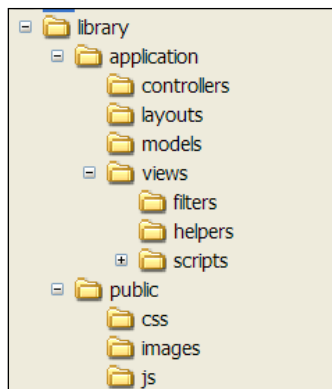 library
application
controllers
layouts
models
views
filters
helpers
scripts
public
css
images
js